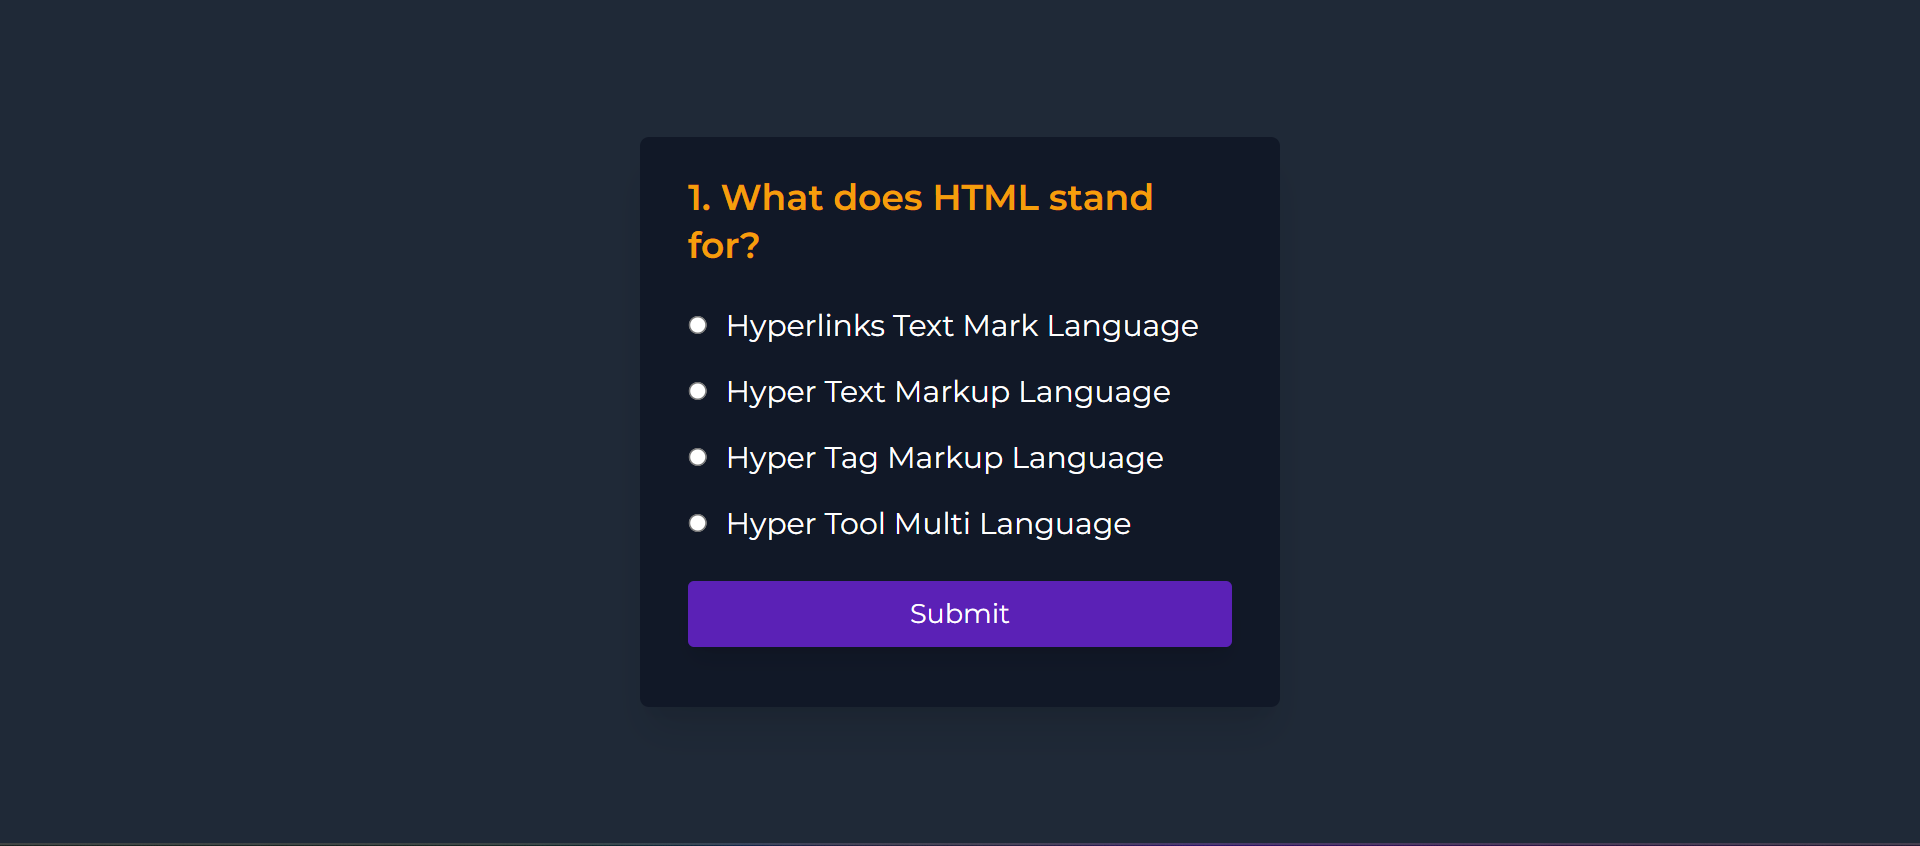 1. What does HTML stand
for?
Hyperlinks Text Mark Language
Hyper Text Markup Language
Hyper Tag Markup Language
Hyper Tool Multi Language
Submit